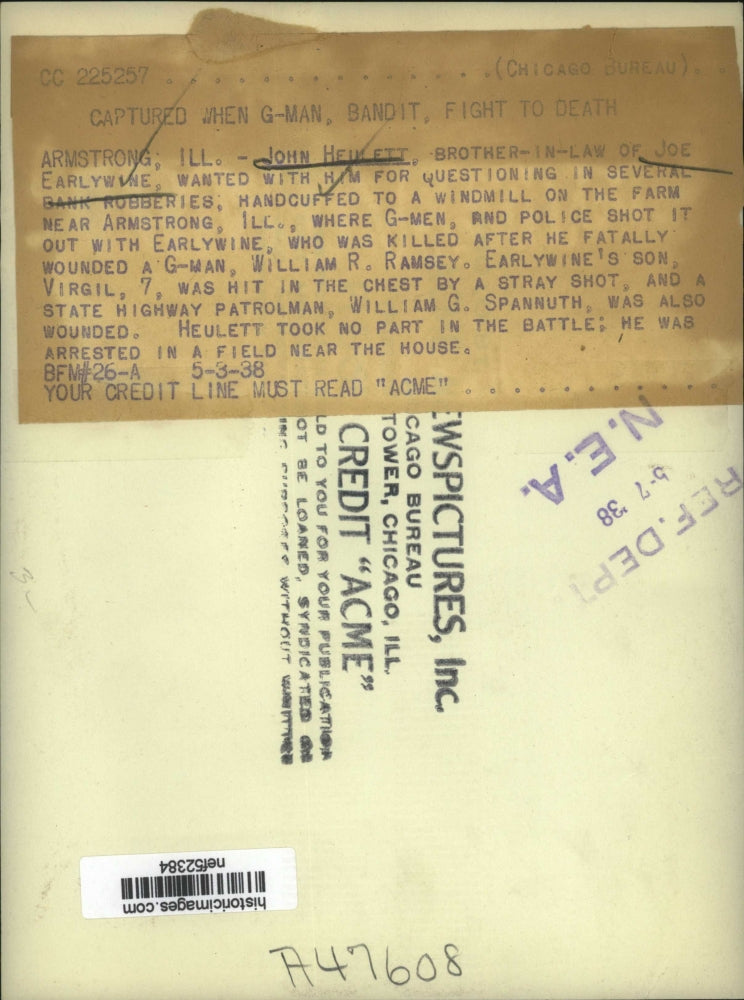 CC 225257 . . . . . . . . . . . . (CHICAGO BUREAU). .
CAPTURED WHEN G-MAN, BANDIT, FIGHT TO DEATH
ARMSTRONG, ILL. - JOHN HEULETT, BROTHER-IN-LAW OF JOE
EARLYWINE, WANTED WITH HIM FOR QUESTIONING IN SEVERAL
BANK ROBBERIES, HANDCUFFED TO A WINDMILL ON THE FARM
NEAR ARMSTRONG, ILL., WHERE G-MEN, AND POLICE SHOT IT
OUT WITH EARLYWINE, WHO WAS KILLED AFTER HE FATALLY
WOUNDED A G-MAN, WILLIAM R. RAMSEY. EARLYWINE'S SON,
VIRGIL, 7, WAS HIT IN THE CHEST BY A STRAY SHOT, AND A
STATE HIGHWAY PATROLMAN, WILLIAM G. SPANNUTH, WAS ALSO
WOUNDED. HEULETT TOOK NO PART IN THE BATTLE; HE WAS
ARRESTED IN A FIELD NEAR THE HOUSE.
BFM#26-A 5-3-38
YOUR CREDIT LINE MUST READ "ACME" . . . . . . . . . . .
EWSPICTURES, Inc.
CAGO BUREAU
TOWER, CHICAGO, ILL.
CREDIT "ACME"
LD TO YOU FOR YOUR PUBLICATION
OT BE LOANED, SYNDICATED OR
WITHOUT WRITTEN
REF. DEPT
5-7 '38
N.E.A.
historicimages.com
nef52384
A47608